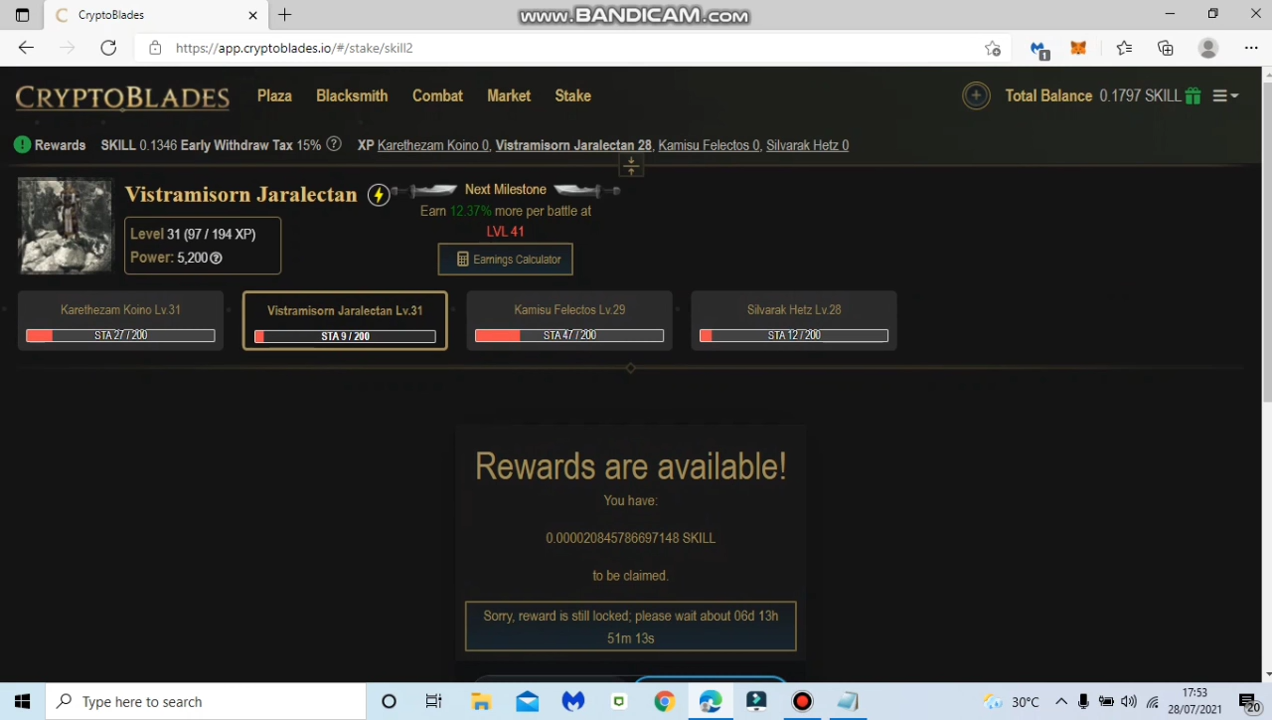 CryptoBlades
www.BANDICAM.com
https://app.cryptoblades.io/#/stake/skill2
1
CRYPTOBLADES Plaza Blacksmith Combat Market Stake Total Balance 0.1797 SKILL
Rewards SKILL 0.1346 Early Withdraw Tax 15% XP Karethezam Koino 0, Vistramisorn Jaralectan 28, Kamisu Felectos 0, Silvarak Hetz 0
Vistramisorn Jaralectan
Level 31 (97 / 194 XP)
Power: 5,200
Next Milestone
Earn 12.37% more per battle at
LVL 41
Earnings Calculator
Karethezam Koino Lv.31
STA 27 / 200
Vistramisorn Jaralectan Lv.31
STA 9 / 200
Kamisu Felectos Lv.29
STA 47 / 200
Silvarak Hetz Lv.28
STA 12 / 200
Rewards are available!
You have:
0.000020845786697148 SKILL
to be claimed.
Sorry, reward is still locked; please wait about 06d 13h
51m 13s
Type here to search
30°C
17:53
28/07/2021
20